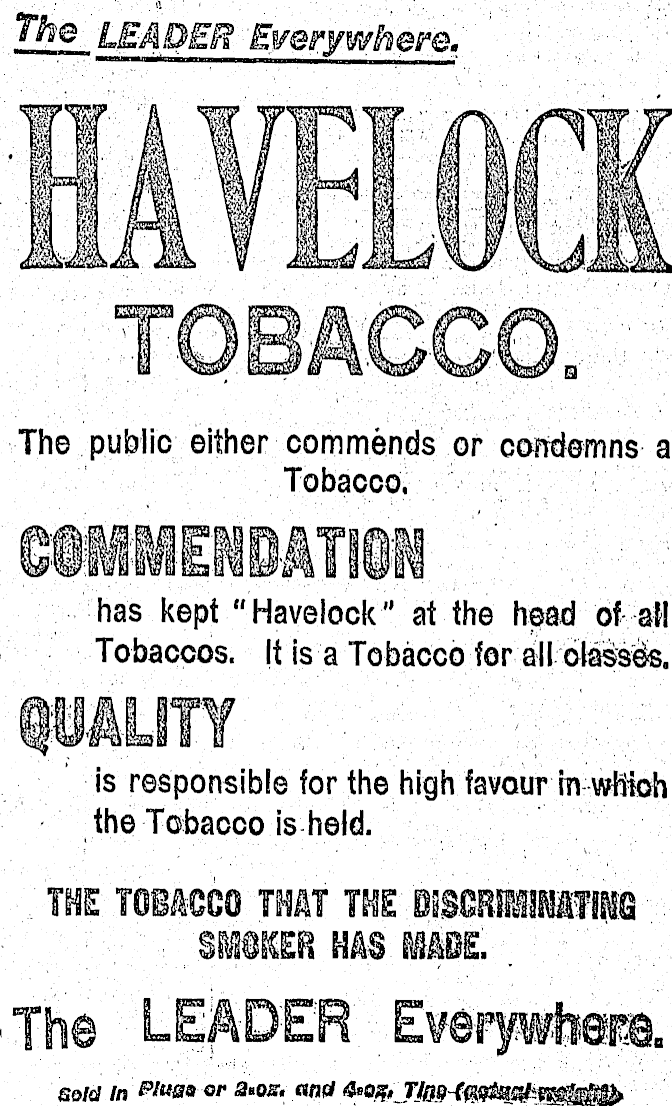 The LEADER Everywhere.
HAVELOCK
TOBACCO.
The public either commends or condemns a
Tobacco.
COMMENDATION
has kept "Havelock" at the head of all
Tobaccos. It is a Tobacco for all classes.
QUALITY
is responsible for the high favour in which
the Tobacco is held.
THE TOBACCO THAT THE DISCRIMINATING
SMOKER HAS MADE.
The LEADER Everywhere.
Sold in Plugs or 2-oz. and 4-oz. Tins (actual weight).